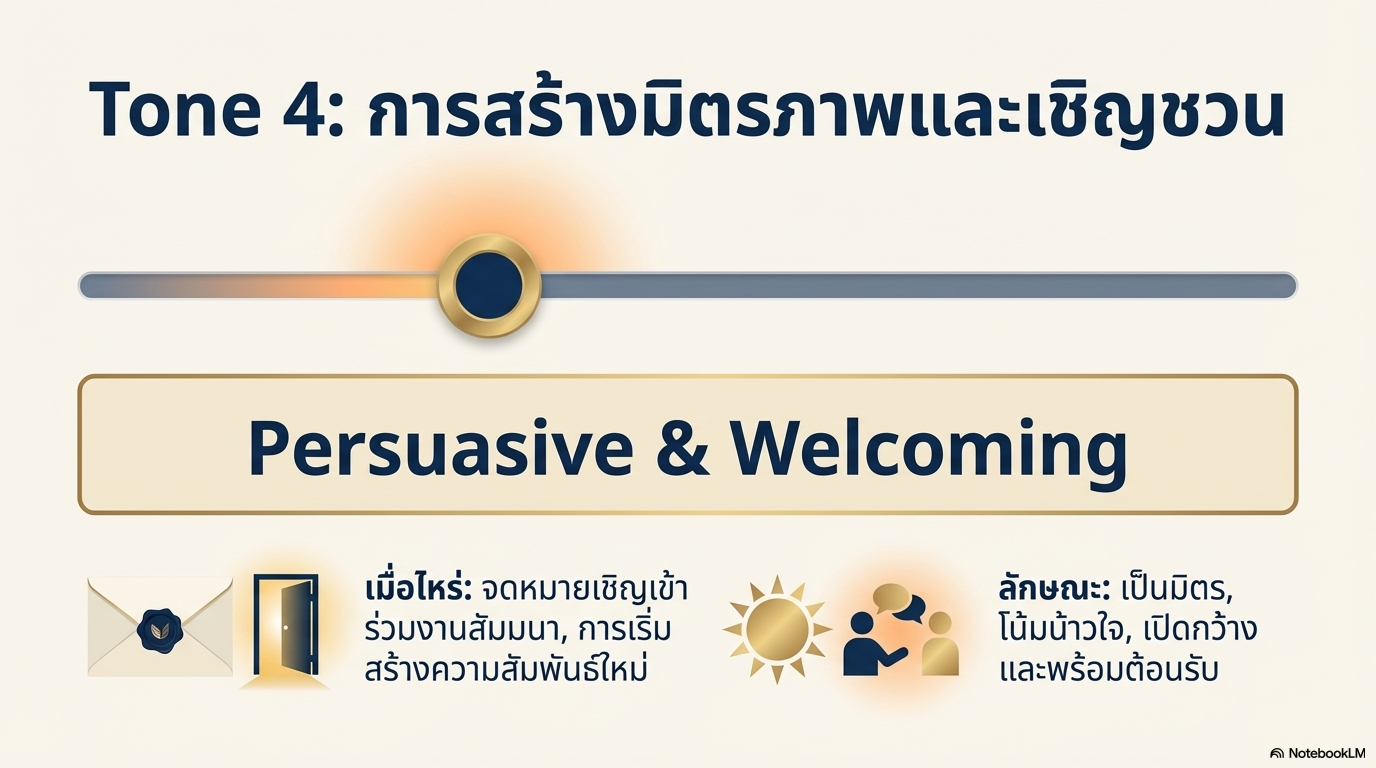 Tone 4: การสร้างมิตรภาพและเชิญชวน
Persuasive & Welcoming
เมื่อไหร่: จดหมายเชิญเข้า
ร่วมงานสัมมนา, การเริ่ม
สร้างความสัมพันธ์ใหม่
ลักษณะ: เป็นมิตร,
โน้มน้าวใจ, เปิดกว้าง
และพร้อมต้อนรับ
NotebookLM